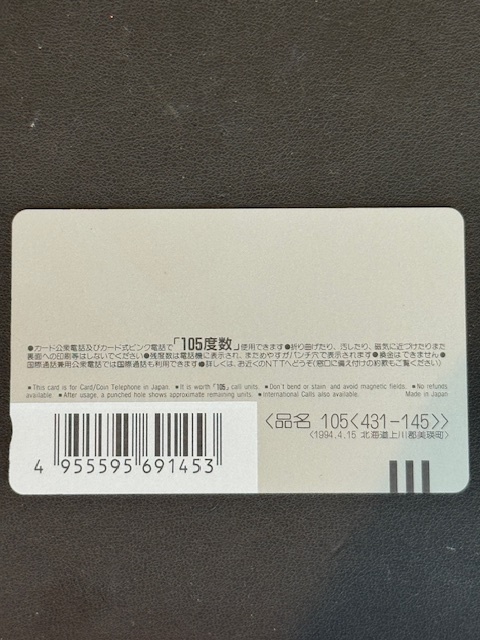 ●カード公衆電話及びカード式ピンク電話で「105度数」使用できます●折り曲げたり、汚したり、磁気に近づけたりまた
裏面への印刷等はしないでください●残度数は電話機に表示され、まためやすがパンチ穴で表示されます●換金はできません●
国際通話兼用公衆電話では国際通話も利用できます●詳しくは、お近くのNTTへどうぞ(窓口に備え付けの約款もご覧ください)
●This card is for Card/Coin Telephone in Japan. ●It is worth「105」call units. ●Don't bend or stain and avoid magnetic fields. ●No refunds
available. ●After usage, a punched hole shows approximate remaining units. ●International Calls also available. Made in Japan
〈品名 105〈431-145〉〉
〈1994.4.15 北海道上川郡美瑛町〉
4 955595 691453